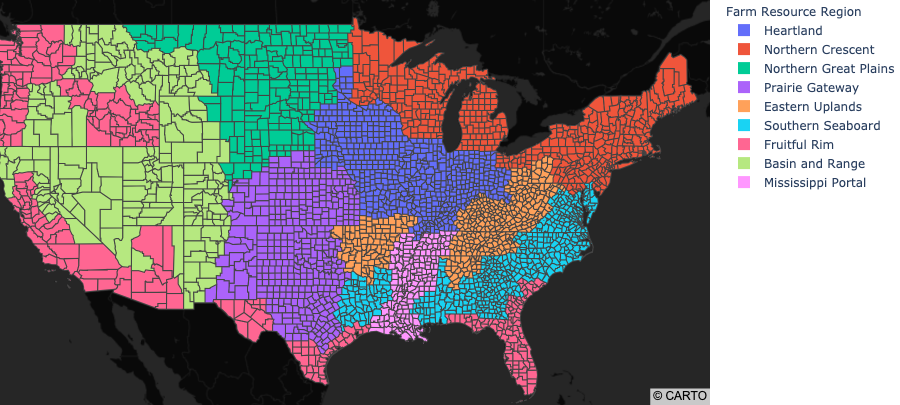 Farm Resource Region
Heartland
Northern Crescent
Northern Great Plains
Prairie Gateway
Eastern Uplands
Southern Seaboard
Fruitful Rim
Basin and Range
Mississippi Portal
© CARTO